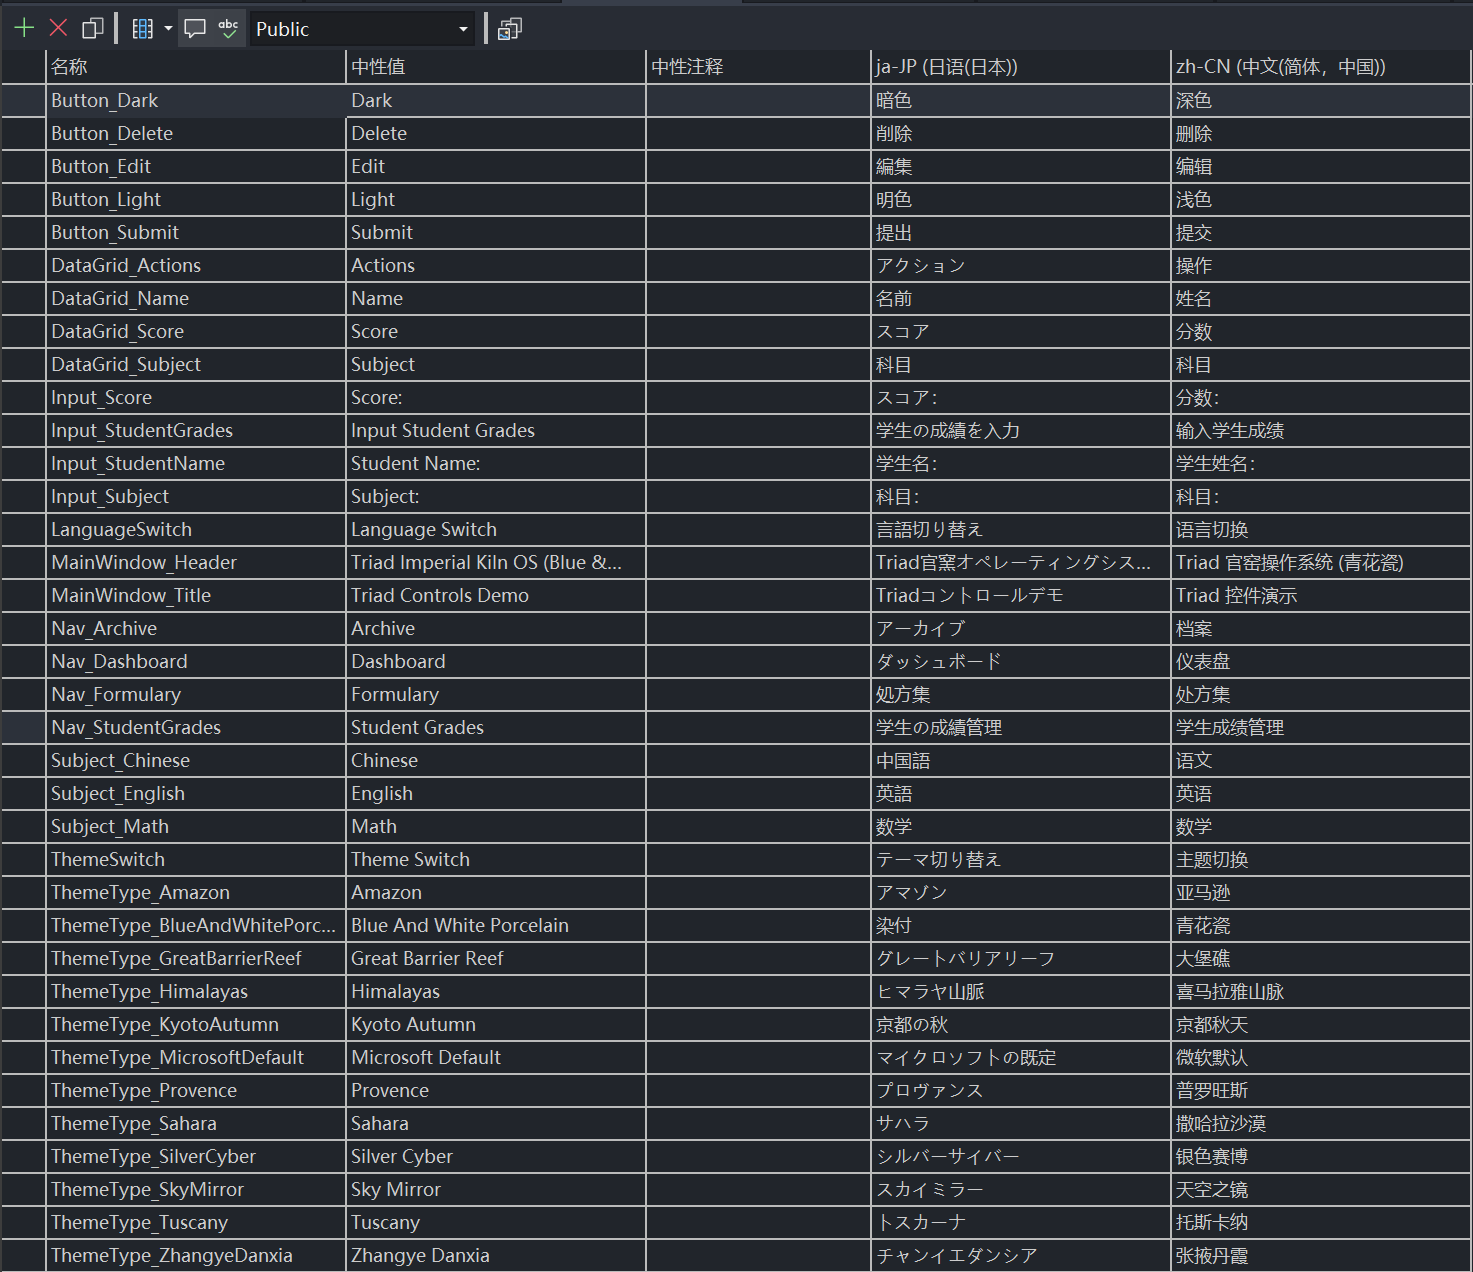 abc
Public
名称 中性值 中性注释 ja-JP (日语(日本)) zh-CN (中文(简体，中国))
Button_Dark Dark 暗色 深色
Button_Delete Delete 削除 删除
Button_Edit Edit 編集 编辑
Button_Light Light 明色 浅色
Button_Submit Submit 提出 提交
DataGrid_Actions Actions アクション 操作
DataGrid_Name Name 名前 姓名
DataGrid_Score Score スコア 分数
DataGrid_Subject Subject 科目 科目
Input_Score Score: スコア： 分数：
Input_StudentGrades Input Student Grades 学生の成績を入力 输入学生成绩
Input_StudentName Student Name: 学生名： 学生姓名：
Input_Subject Subject: 科目： 科目：
LanguageSwitch Language Switch 言語切り替え 语言切换
MainWindow_Header Triad Imperial Kiln OS (Blue &... Triad官窯オペレーティングシス... Triad 官窑操作系统 (青花瓷)
MainWindow_Title Triad Controls Demo Triadコントロールデモ Triad 控件演示
Nav_Archive Archive アーカイブ 档案
Nav_Dashboard Dashboard ダッシュボード 仪表盘
Nav_Formulary Formulary 処方集 处方集
Nav_StudentGrades Student Grades 学生の成績管理 学生成绩管理
Subject_Chinese Chinese 中国語 语文
Subject_English English 英語 英语
Subject_Math Math 数学 数学
ThemeSwitch Theme Switch テーマ切り替え 主题切换
ThemeType_Amazon Amazon アマゾン 亚马逊
ThemeType_BlueAndWhitePorc... Blue And White Porcelain 染付 青花瓷
ThemeType_GreatBarrierReef Great Barrier Reef グレートバリアリーフ 大堡礁
ThemeType_Himalayas Himalayas ヒマラヤ山脈 喜马拉雅山脉
ThemeType_KyotoAutumn Kyoto Autumn 京都の秋 京都秋天
ThemeType_MicrosoftDefault Microsoft Default マイクロソフトの既定 微软默认
ThemeType_Provence Provence プロヴァンス 普罗旺斯
ThemeType_Sahara Sahara サハラ 撒哈拉沙漠
ThemeType_SilverCyber Silver Cyber シルバーサイバー 银色赛博
ThemeType_SkyMirror Sky Mirror スカイミラー 天空之镜
ThemeType_Tuscany Tuscany トスカーナ 托斯卡纳
ThemeType_ZhangyeDanxia Zhangye Danxia チャンイエダンシア 张掖丹霞